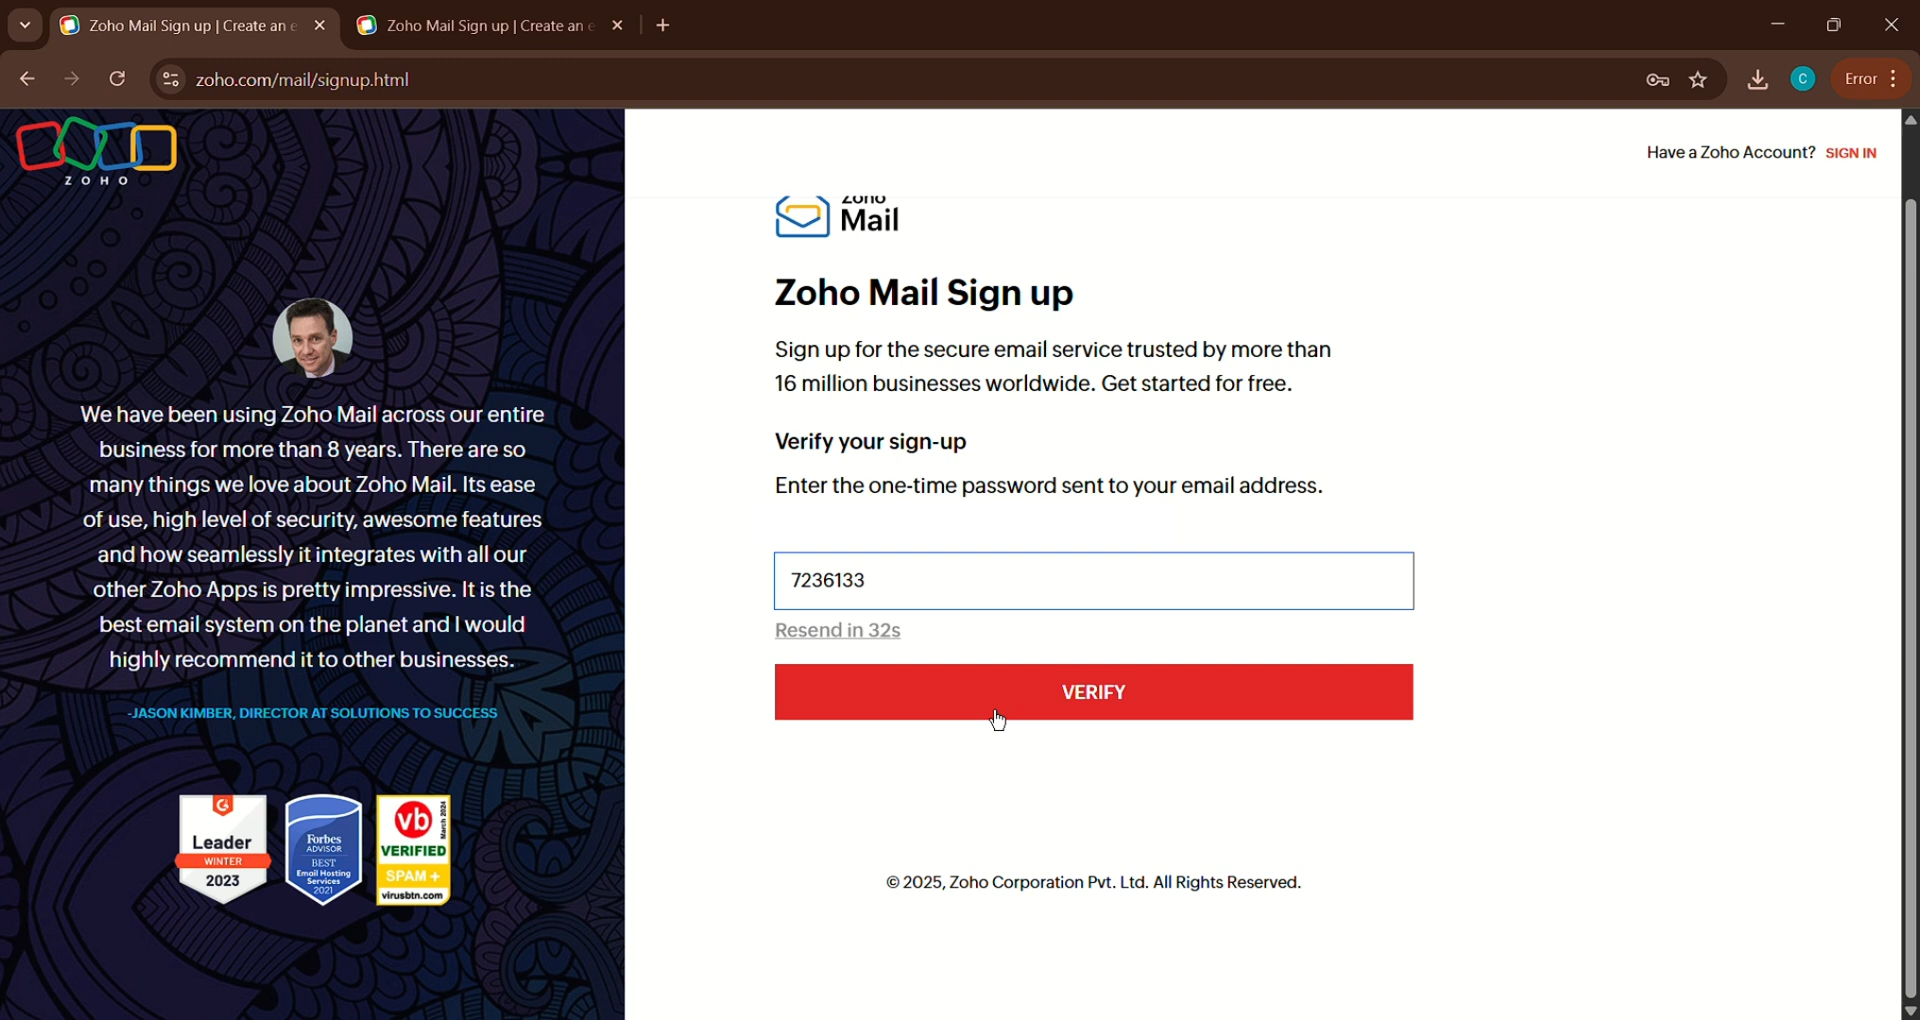 Zoho Mail Sign up | Create an e
Zoho Mail Sign up | Create an e
zoho.com/mail/signup.html
C
Error
ZOHO
Have a Zoho Account? SIGN IN
Zoho
Mail
Zoho Mail Sign up
Sign up for the secure email service trusted by more than
16 million businesses worldwide. Get started for free.
Verify your sign-up
Enter the one-time password sent to your email address.
7236133
Resend in 32s
VERIFY
© 2025, Zoho Corporation Pvt. Ltd. All Rights Reserved.
We have been using Zoho Mail across our entire
business for more than 8 years. There are so
many things we love about Zoho Mail. Its ease
of use, high level of security, awesome features
and how seamlessly it integrates with all our
other Zoho Apps is pretty impressive. It is the
best email system on the planet and I would
highly recommend it to other businesses.
-JASON KIMBER, DIRECTOR AT SOLUTIONS TO SUCCESS
G
Leader
WINTER
2023
Forbes
ADVISOR
BEST
Email Hosting
Services
2021
vb
March 2024
VERIFIED
SPAM +
virusbtn.com